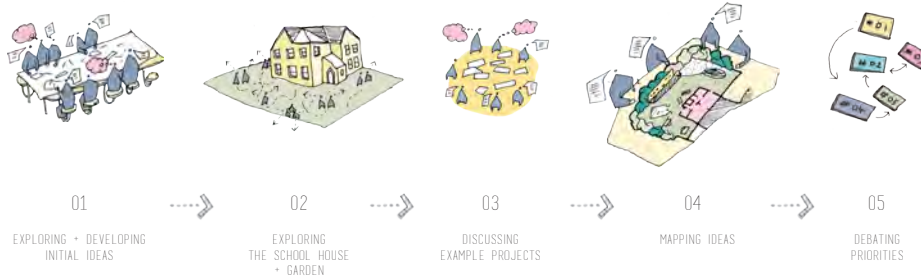 01
EXPLORING + DEVELOPING
INITIAL IDEAS
02
EXPLORING
THE SCHOOL HOUSE
+ GARDEN
03
DISCUSSING
EXAMPLE PROJECTS
04
MAPPING IDEAS
05
DEBATING
PRIORITIES